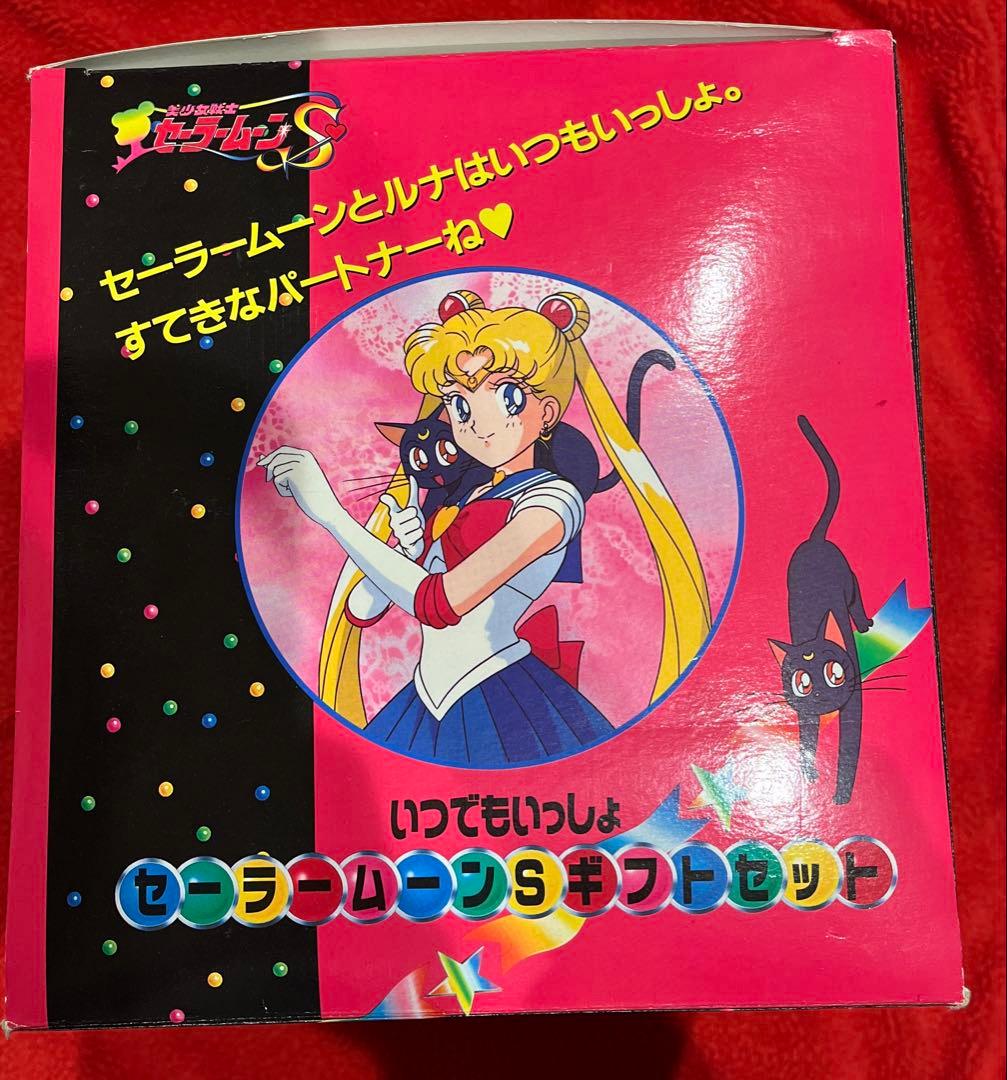 美少女戦士
セーラームーンS
セーラームーンとルナはいつもいっしょ。
すてきなパートナーね♥
いつでもいっしょ
セーラームーンSギフトセット